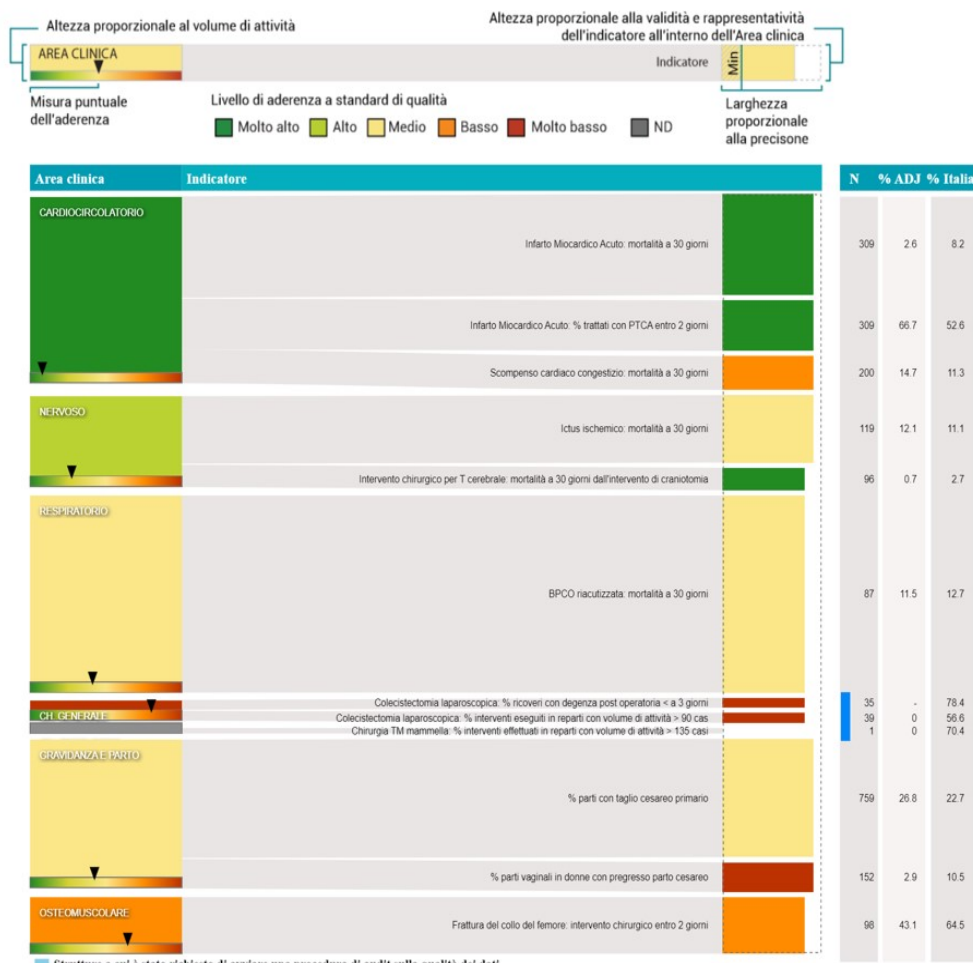 Altezza proporzionale al volume di attività
Altezza proporzionale alla validità e rappresentatività
dell'indicatore all'interno dell'Area clinica
AREA CLINICA
Indicatore
Min
Misura puntuale
dell'aderenza
Livello di aderenza a standard di qualità
Molto alto Alto Medio Basso Molto basso ND
Larghezza
proporzionale
alla precisone
Area clinica Indicatore N % ADJ % Italia
CARDIOCIRCOLATORIO
Infarto Miocardico Acuto: mortalità a 30 giorni 309 2.6 8.2
Infarto Miocardico Acuto: % trattati con PTCA entro 2 giorni 309 66.7 52.6
Scompenso cardiaco congestizio: mortalità a 30 giorni 200 14.7 11.3
NERVOSO
Ictus ischemico: mortalità a 30 giorni 119 12.1 11.1
Intervento chirurgico per T cerebrale: mortalità a 30 giorni dall'intervento di craniotomia 96 0.7 2.7
RESPIRATORIO
BPCO riacutizzata: mortalità a 30 giorni 87 11.5 12.7
Colecistectomia laparoscopica: % ricoveri con degenza post operatoria < a 3 giorni 35 - 78.4
CH. GENERALE
Colecistectomia laparoscopica: % interventi eseguiti in reparti con volume di attività > 90 cas 39 0 56.6
Chirurgia TM mammella: % interventi effettuati in reparti con volume di attività > 135 casi 1 0 70.4
GRAVIDANZA E PARTO
% parti con taglio cesareo primario 759 26.8 22.7
% parti vaginali in donne con pregresso parto cesareo 152 2.9 10.5
OSTEOMUSCOLARE
Frattura del collo del femore: intervento chirurgico entro 2 giorni 98 43.1 64.5